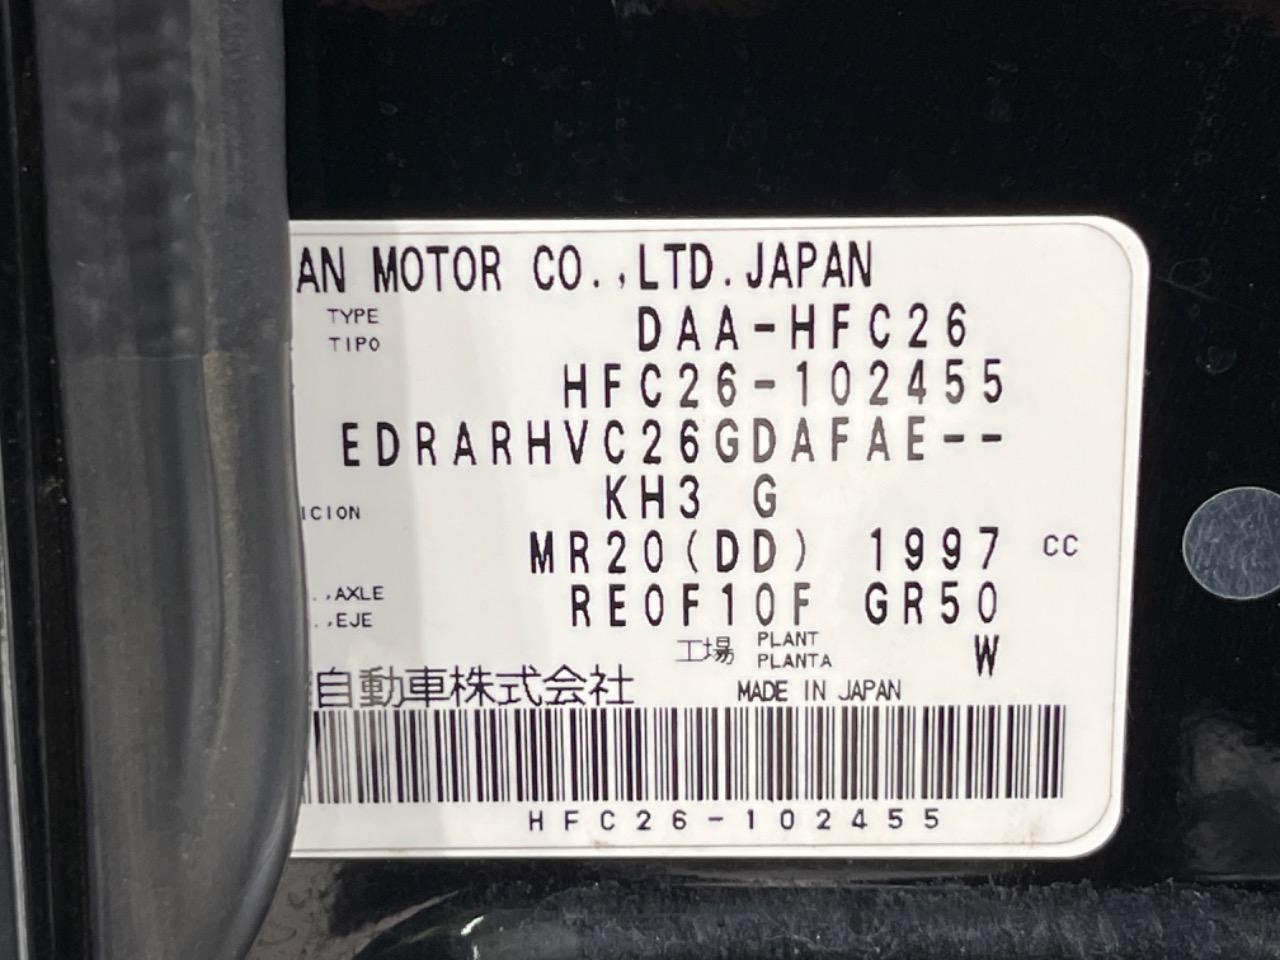 AN MOTOR CO.,LTD.JAPAN
TYPE DAA-HFC26
TIPO
HFC26-102455
EDRARHVC26GDAFAE--
KH3 G
ICION
MR20(DD) 1997 CC
.,AXLE RE0F10F GR50
.,EJE
工場 PLANT W
PLANTA
自動車株式会社 MADE IN JAPAN
HFC26-102455